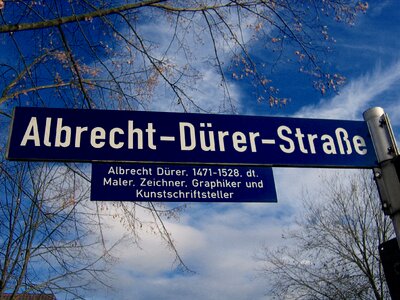 Albrecht-Dürer-Straße
Albrecht Dürer, 1471-1528, dt.
Maler, Zeichner, Graphiker und
Kunstschriftsteller